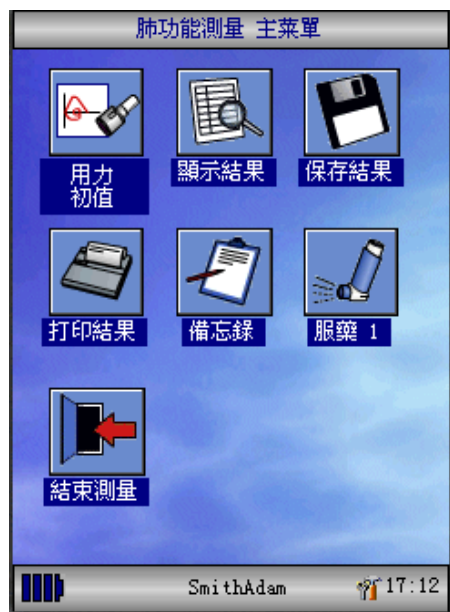 肺功能測量 主菜單
用力
初值
顯示結果
保存結果
打印結果
備忘錄
服藥 1
結束測量
SmithAdam
17:12